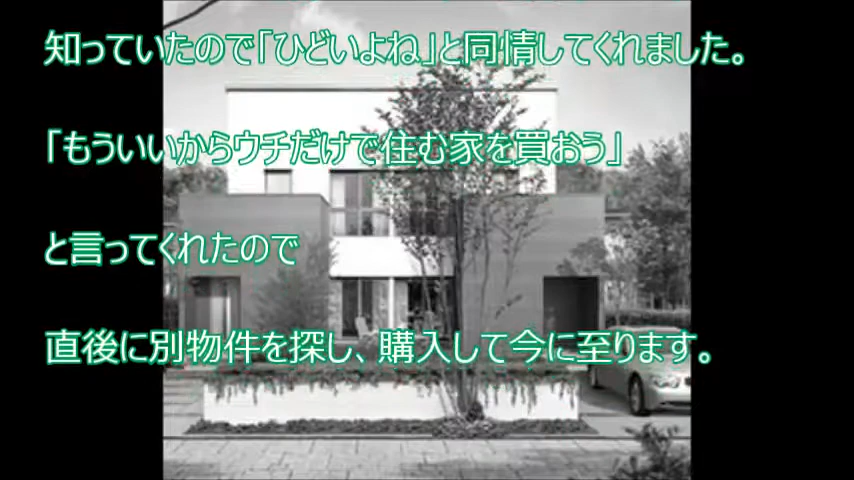 知っていたので「ひどいよね」と同情してくれました。
「もういいからウチだけで住む家を買おう」
と言ってくれたので
直後に別物件を探し、購入して今に至ります。